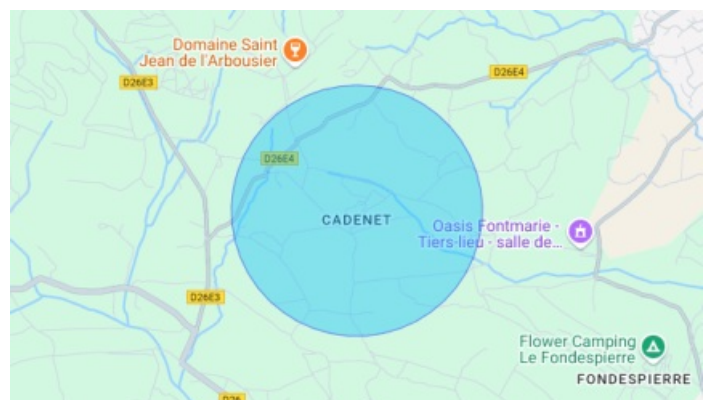 Domaine Saint
Jean de l'Arbousier
D26E4
D26E3
D26E4
CADENET
Oasis Fontmarie ·
Tiers-lieu - salle de...
D26E3
Flower Camping
Le Fondespierre
FONDESPIERRE
D26